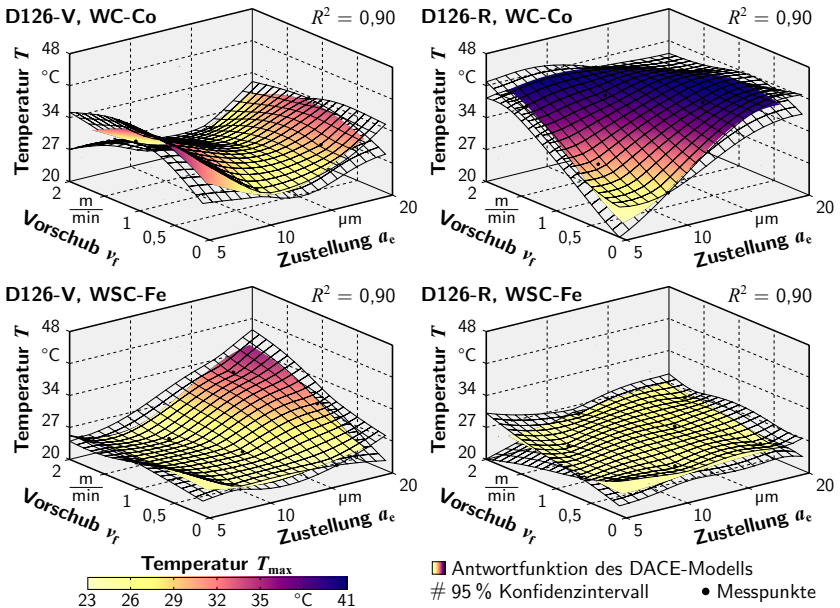 D126-V, WC-Co
R² = 0,90
Temperatur T
48
°C
34
27
20
2
m
min
1
0,5
0
Vorschub vf
5
10
µm
20
Zustellung ae
D126-R, WC-Co
R² = 0,90
Temperatur T
48
°C
34
27
20
2
m
min
1
0,5
0
Vorschub vf
5
10
µm
20
Zustellung ae
D126-V, WSC-Fe
R² = 0,90
Temperatur T
48
°C
34
27
20
2
m
min
1
0,5
0
Vorschub vf
5
10
µm
20
Zustellung ae
D126-R, WSC-Fe
R² = 0,90
Temperatur T
48
°C
34
27
20
2
m
min
1
0,5
0
Vorschub vf
5
10
µm
20
Zustellung ae
Temperatur Tmax
23 26 29 32 35 °C 41
Antwortfunktion des DACE-Modells
# 95 % Konfidenzintervall
• Messpunkte